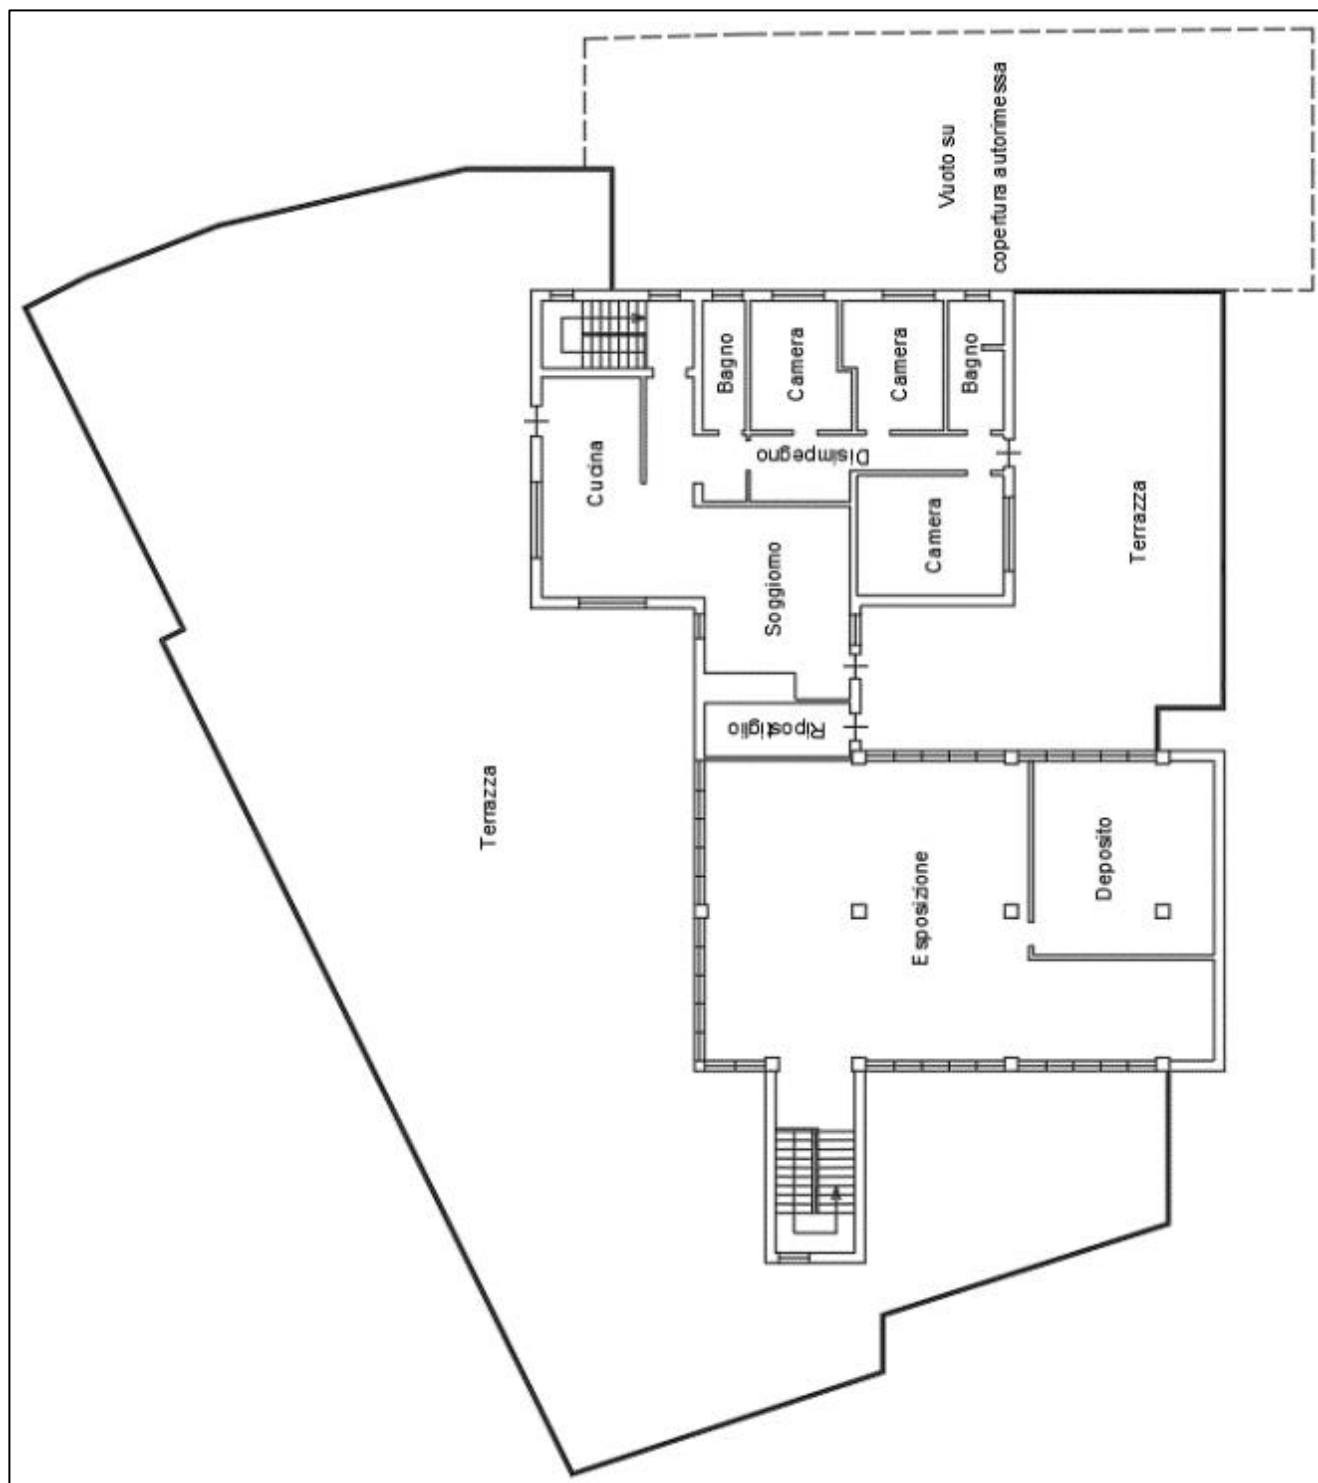 Vuoto su
copertura autorimessa
Bagno
Camera
Camera
Bagno
Cucina
Disimpegno
Camera
Terrazza
Soggiorno
Ripostiglio
Terrazza
Esposizione
Deposito